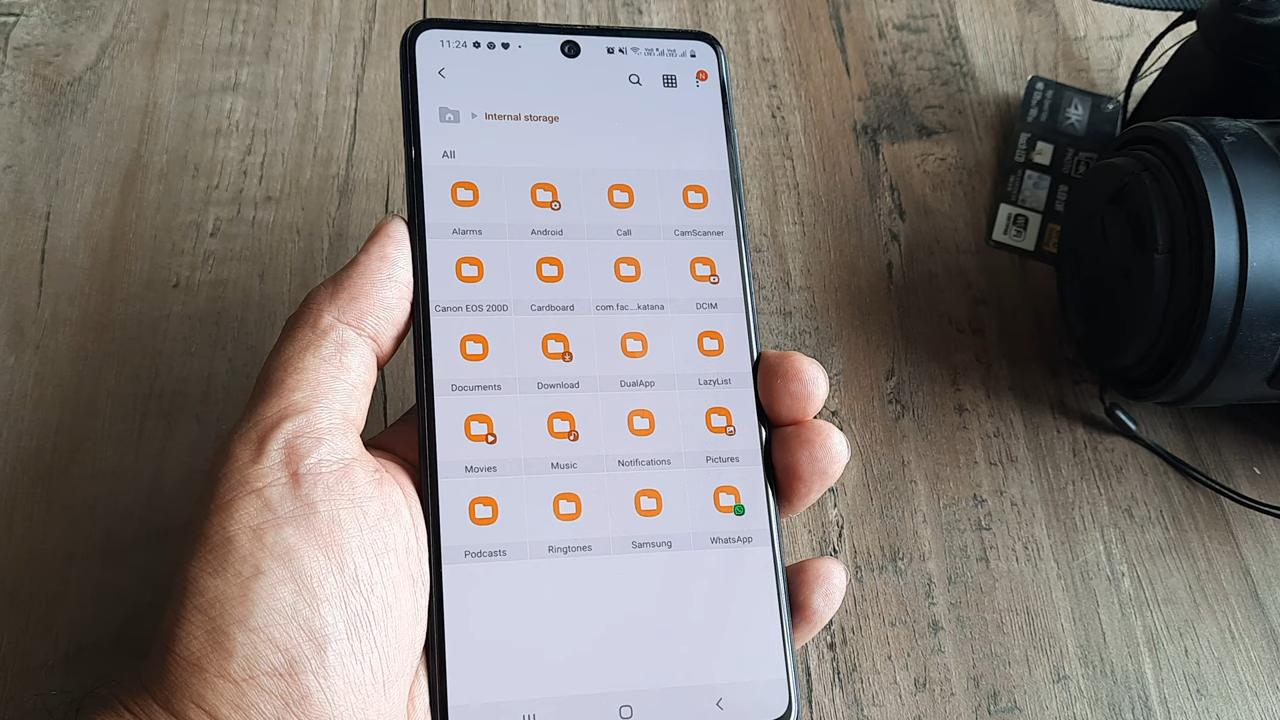 11:24
N
Internal storage
All
Alarms Android Call CamScanner
Canon EOS 200D Cardboard com.fac...katana DCIM
Documents Download DualApp LazyList
Movies Music Notifications Pictures
Podcasts Ringtones Samsung WhatsApp
4K